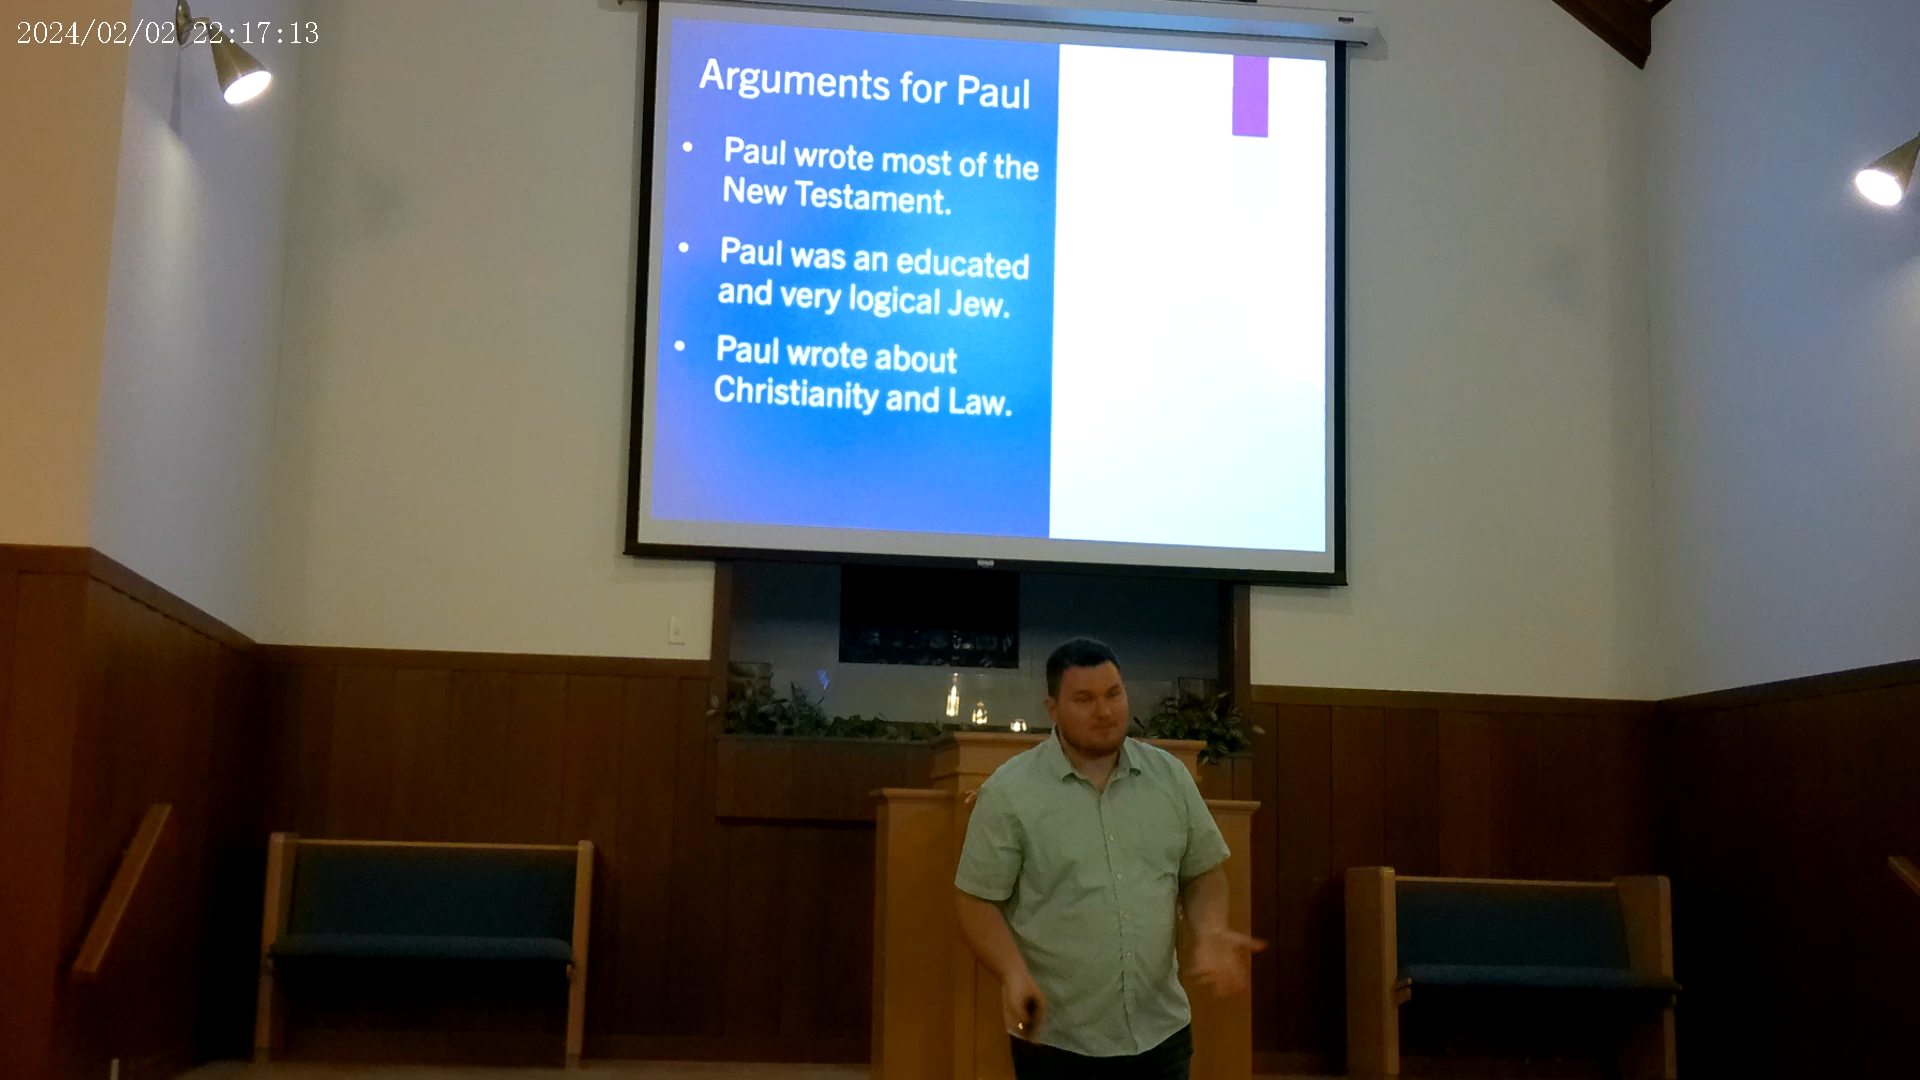 2024/02/02 22:17:13
Arguments for Paul
• Paul wrote most of the
New Testament.
• Paul was an educated
and very logical Jew.
• Paul wrote about
Christianity and Law.